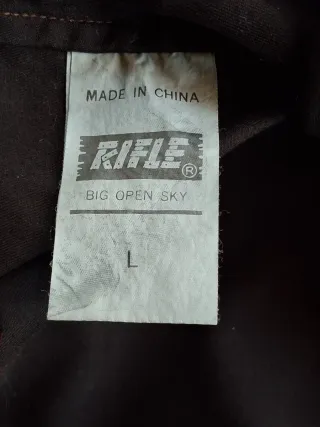 MADE IN CHINA
RIFLE®
BIG OPEN SKY
L